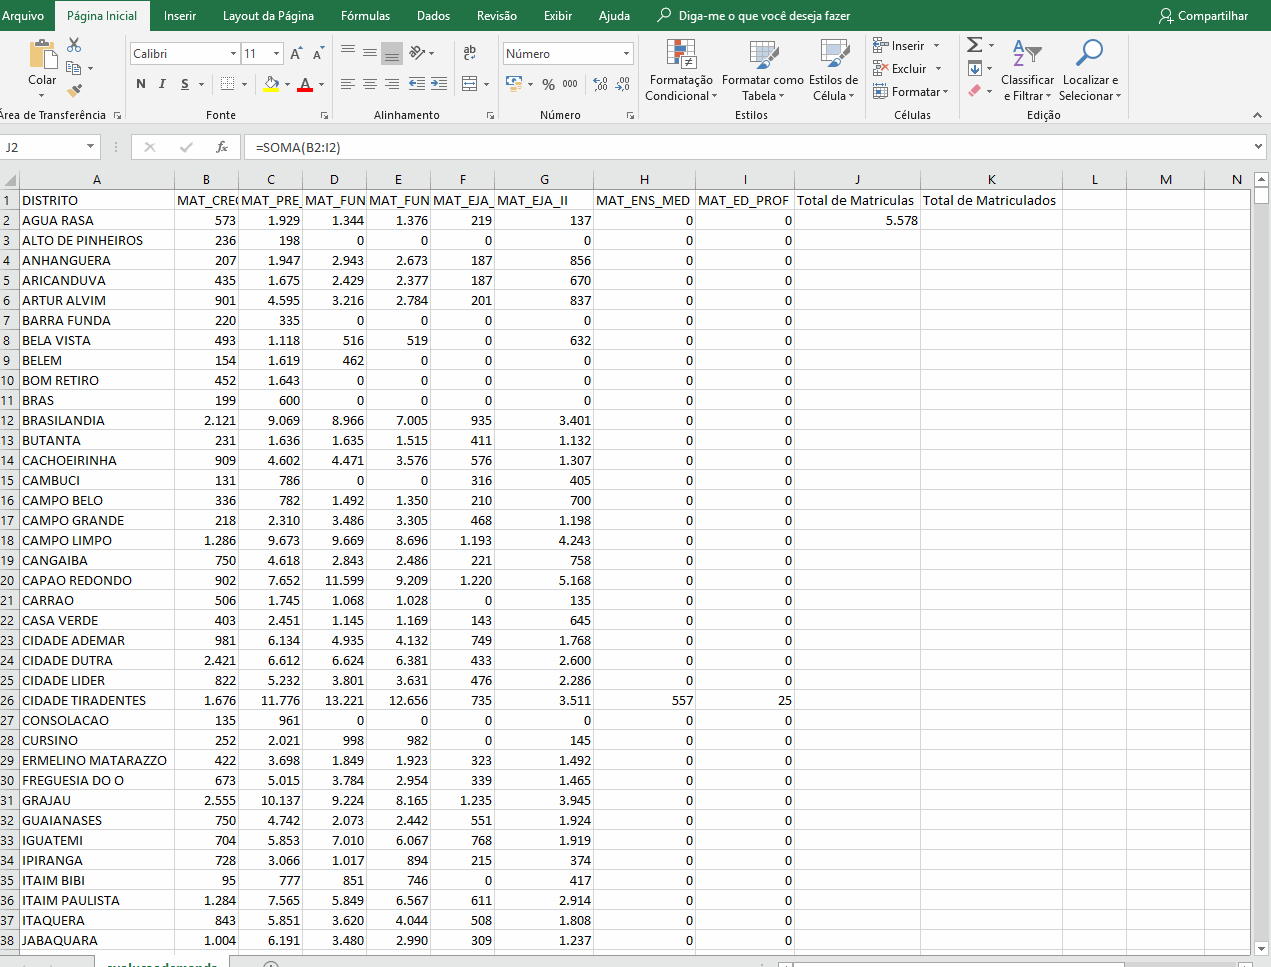 Arquivo Página Inicial Inserir Layout da Página Fórmulas Dados Revisão Exibir Ajuda Diga-me o que você deseja fazer Compartilhar
Colar
Calibri 11
N I S
ab
Número
% 000
Formatação Condicional
Formatar como Tabela
Estilos de Célula
Inserir
Excluir
Formatar
Classificar e Filtrar
Localizar e Selecionar
Área de Transferência Fonte Alinhamento Número Estilos Células Edição
J2 fx =SOMA(B2:I2)
A B C D E F G H I J K L M N
1 DISTRITO MAT_CREC MAT_PRE_ MAT_FUN MAT_FUN MAT_EJA_ MAT_EJA_II MAT_ENS_MED MAT_ED_PROF Total de Matriculas Total de Matriculados
2 AGUA RASA 573 1.929 1.344 1.376 219 137 0 0 5.578
3 ALTO DE PINHEIROS 236 198 0 0 0 0 0 0
4 ANHANGUERA 207 1.947 2.943 2.673 187 856 0 0
5 ARICANDUVA 435 1.675 2.429 2.377 187 670 0 0
6 ARTUR ALVIM 901 4.595 3.216 2.784 201 837 0 0
7 BARRA FUNDA 220 335 0 0 0 0 0 0
8 BELA VISTA 493 1.118 516 519 0 632 0 0
9 BELEM 154 1.619 462 0 0 0 0 0
10 BOM RETIRO 452 1.643 0 0 0 0 0 0
11 BRAS 199 600 0 0 0 0 0 0
12 BRASILANDIA 2.121 9.069 8.966 7.005 935 3.401 0 0
13 BUTANTA 231 1.636 1.635 1.515 411 1.132 0 0
14 CACHOEIRINHA 909 4.602 4.471 3.576 576 1.307 0 0
15 CAMBUCI 131 786 0 0 316 405 0 0
16 CAMPO BELO 336 782 1.492 1.350 210 700 0 0
17 CAMPO GRANDE 218 2.310 3.486 3.305 468 1.198 0 0
18 CAMPO LIMPO 1.286 9.673 9.669 8.696 1.193 4.243 0 0
19 CANGAIBA 750 4.618 2.843 2.486 221 758 0 0
20 CAPAO REDONDO 902 7.652 11.599 9.209 1.220 5.168 0 0
21 CARRAO 506 1.745 1.068 1.028 0 135 0 0
22 CASA VERDE 403 2.451 1.145 1.169 143 645 0 0
23 CIDADE ADEMAR 981 6.134 4.935 4.132 749 1.768 0 0
24 CIDADE DUTRA 2.421 6.612 6.624 6.381 433 2.600 0 0
25 CIDADE LIDER 822 5.232 3.801 3.631 476 2.286 0 0
26 CIDADE TIRADENTES 1.676 11.776 13.221 12.656 735 3.511 557 25
27 CONSOLACAO 135 961 0 0 0 0 0 0
28 CURSINO 252 2.021 998 982 0 145 0 0
29 ERMELINO MATARAZZO 422 3.698 1.849 1.923 323 1.492 0 0
30 FREGUESIA DO O 673 5.015 3.784 2.954 339 1.465 0 0
31 GRAJAU 2.555 10.137 9.224 8.165 1.235 3.945 0 0
32 GUAIANASES 750 4.742 2.073 2.442 551 1.924 0 0
33 IGUATEMI 704 5.853 7.010 6.067 768 1.919 0 0
34 IPIRANGA 728 3.066 1.017 894 215 374 0 0
35 ITAIM BIBI 95 777 851 746 0 417 0 0
36 ITAIM PAULISTA 1.284 7.565 5.849 6.567 611 2.914 0 0
37 ITAQUERA 843 5.851 3.620 4.044 508 1.808 0 0
38 JABAQUARA 1.004 6.191 3.480 2.990 309 1.237 0 0